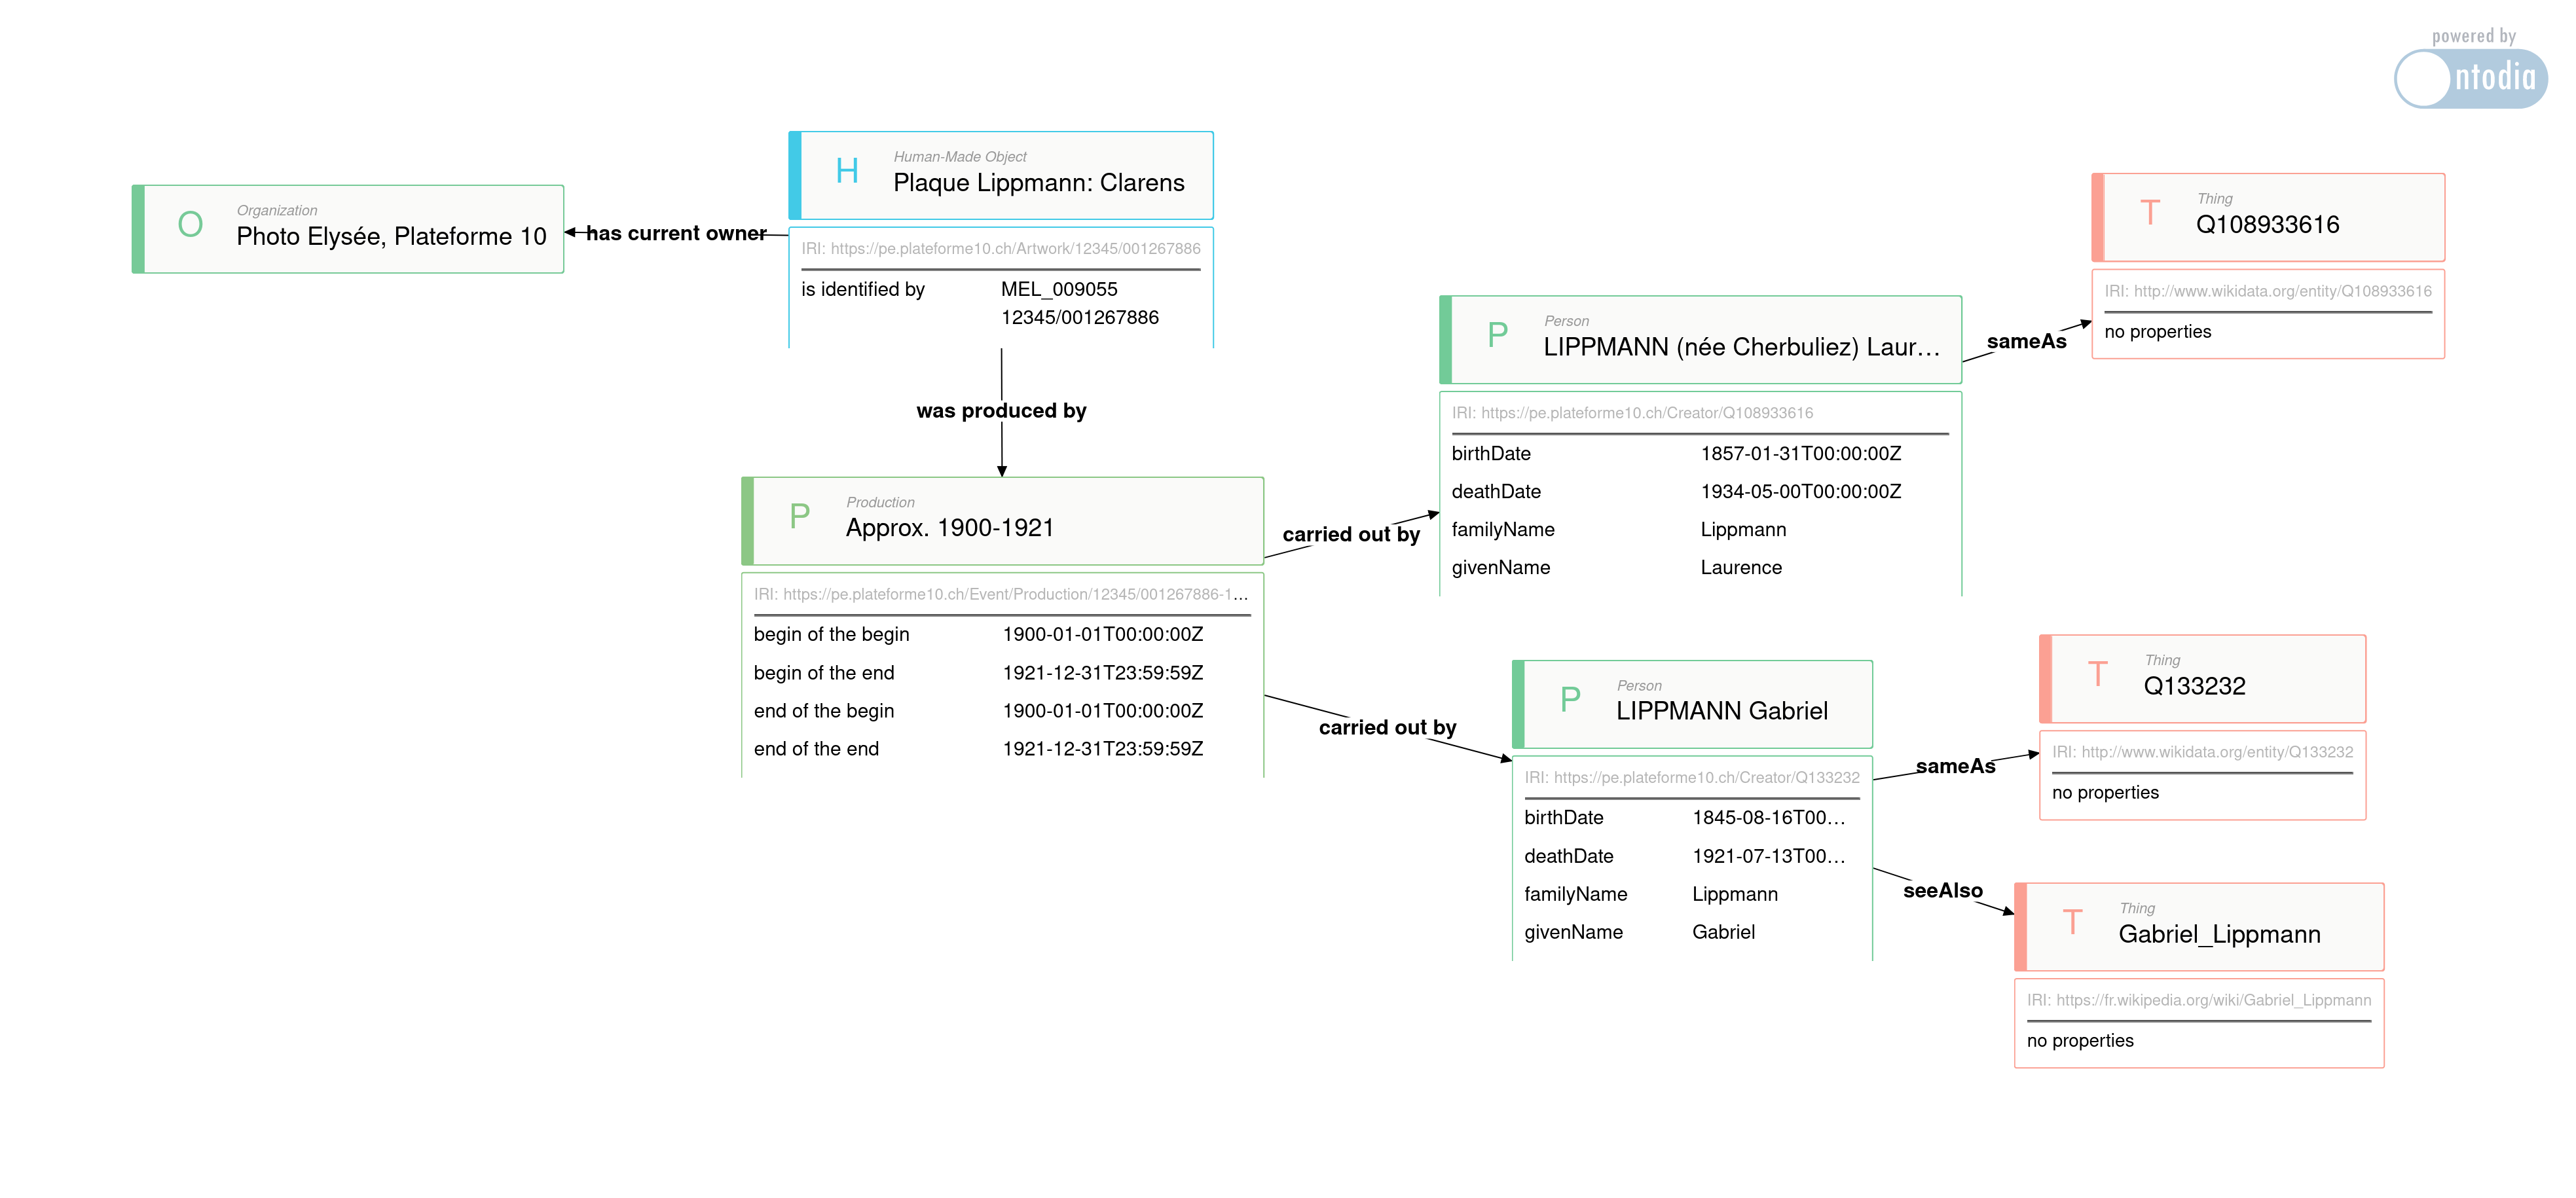 powered by
ntodia
O
Organization
Photo Elysée, Plateforme 10
has current owner
H
Human-Made Object
Plaque Lippmann: Clarens
IRI: https://pe.plateforme10.ch/Artwork/12345/001267886
is identified by MEL_009055
12345/001267886
was produced by
P
Production
Approx. 1900-1921
IRI: https://pe.plateforme10.ch/Event/Production/12345/001267886-1...
begin of the begin 1900-01-01T00:00:00Z
begin of the end 1921-12-31T23:59:59Z
end of the begin 1900-01-01T00:00:00Z
end of the end 1921-12-31T23:59:59Z
carried out by
P
Person
LIPPMANN (née Cherbuliez) Laur...
IRI: https://pe.plateforme10.ch/Creator/Q108933616
birthDate 1857-01-31T00:00:00Z
deathDate 1934-05-00T00:00:00Z
familyName Lippmann
givenName Laurence
sameAs
T
Thing
Q108933616
IRI: http://www.wikidata.org/entity/Q108933616
no properties
carried out by
P
Person
LIPPMANN Gabriel
IRI: https://pe.plateforme10.ch/Creator/Q133232
birthDate 1845-08-16T00...
deathDate 1921-07-13T00...
familyName Lippmann
givenName Gabriel
sameAs
T
Thing
Q133232
IRI: http://www.wikidata.org/entity/Q133232
no properties
seeAlso
T
Thing
Gabriel_Lippmann
IRI: https://fr.wikipedia.org/wiki/Gabriel_Lippmann
no properties